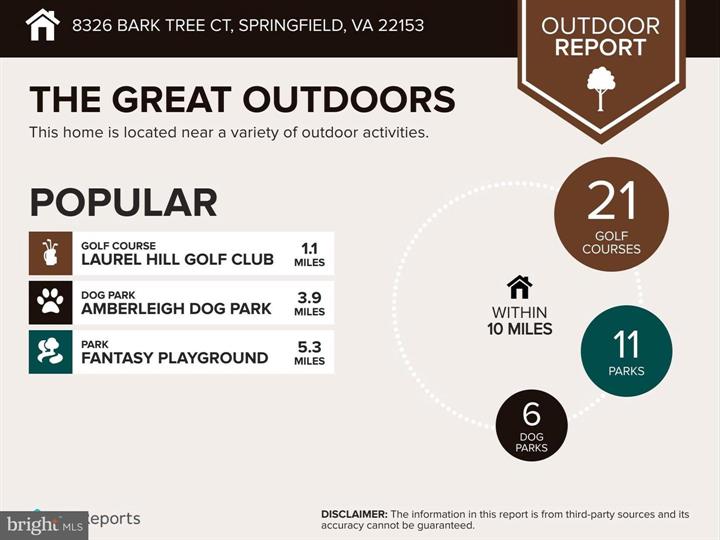 8326 BARK TREE CT, SPRINGFIELD, VA 22153
OUTDOOR
REPORT
THE GREAT OUTDOORS
This home is located near a variety of outdoor activities.
POPULAR
GOLF COURSE
LAUREL HILL GOLF CLUB
1.1
MILES
DOG PARK
AMBERLEIGH DOG PARK
3.9
MILES
PARK
FANTASY PLAYGROUND
5.3
MILES
21
GOLF
COURSES
WITHIN
10 MILES
11
PARKS
6
DOG
PARKS
DISCLAIMER: The information in this report is from third-party sources and its
accuracy cannot be guaranteed.
bright MLS